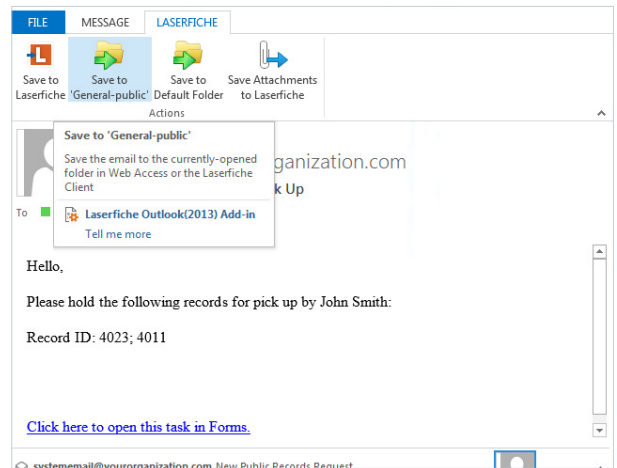 FILE MESSAGE LASERFICHE
Save to Laserfiche
Save to 'General-public'
Save to Default Folder
Save Attachments to Laserfiche
Actions
Save to 'General-public'
Save the email to the currently-opened
folder in Web Access or the Laserfiche
Client
Laserfiche Outlook(2013) Add-in
Tell me more
ganization.com
k Up
To
Hello,
Please hold the following records for pick up by John Smith:
Record ID: 4023; 4011
Click here to open this task in Forms.
systememail@yourorganization.com New Public Records Request